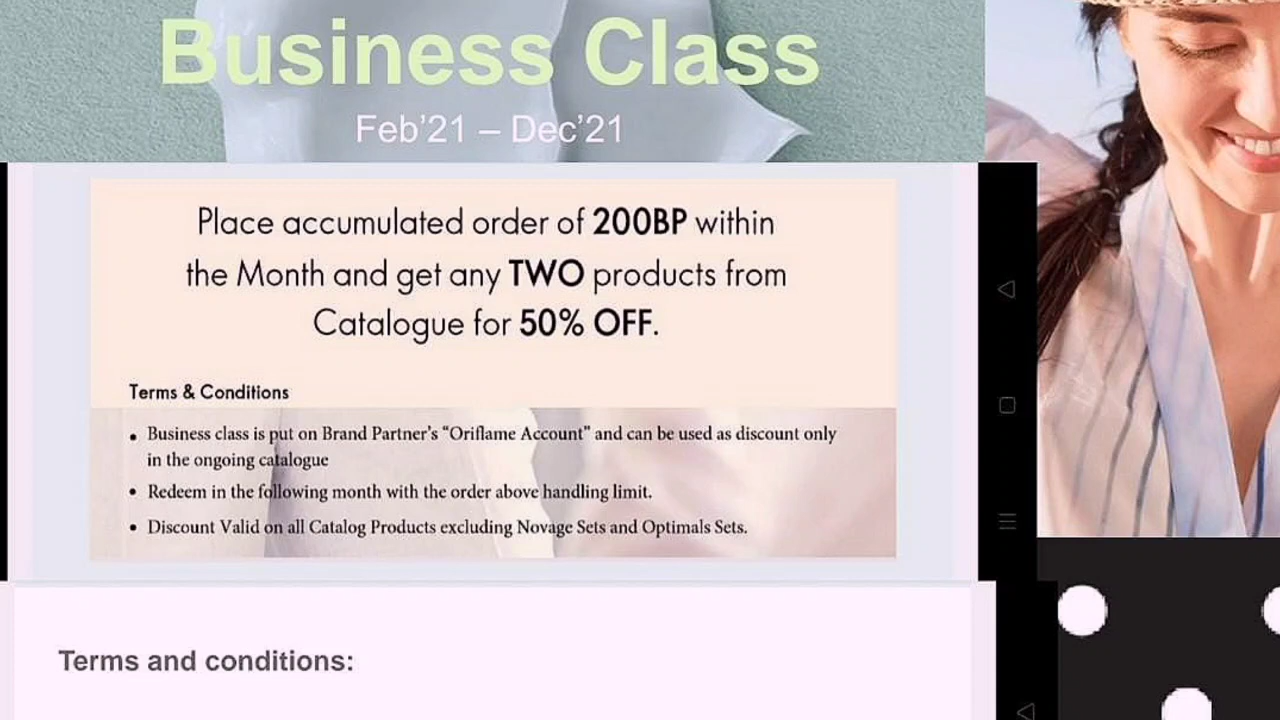 Business Class
Feb’21 – Dec’21
Place accumulated order of 200BP within
the Month and get any TWO products from
Catalogue for 50% OFF.
Terms & Conditions
• Business class is put on Brand Partner’s “Oriflame Account” and can be used as discount only
in the ongoing catalogue
• Redeem in the following month with the order above handling limit.
• Discount Valid on all Catalog Products excluding Novage Sets and Optimals Sets.
Terms and conditions: